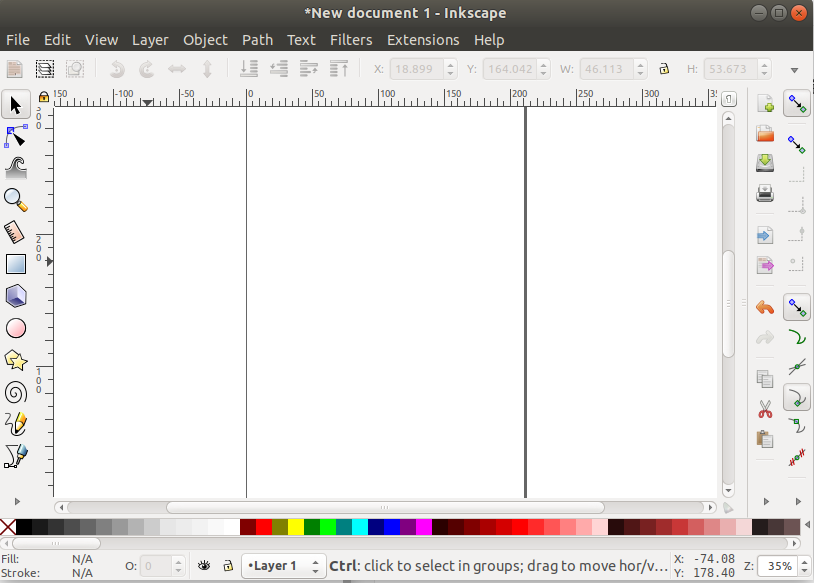 *New document 1 - Inkscape
File Edit View Layer Object Path Text Filters Extensions Help
X: 18.899 Y: 164.042 W: 46.113 H: 53.673
150 -100 -50 0 50 100 150 200 250 300 35
300
200
100
Fill: N/A
Stroke: N/A
O: 0
•Layer 1
Ctrl: click to select in groups; drag to move hor/v...
X: -74.08
Y: 178.40
Z: 35%